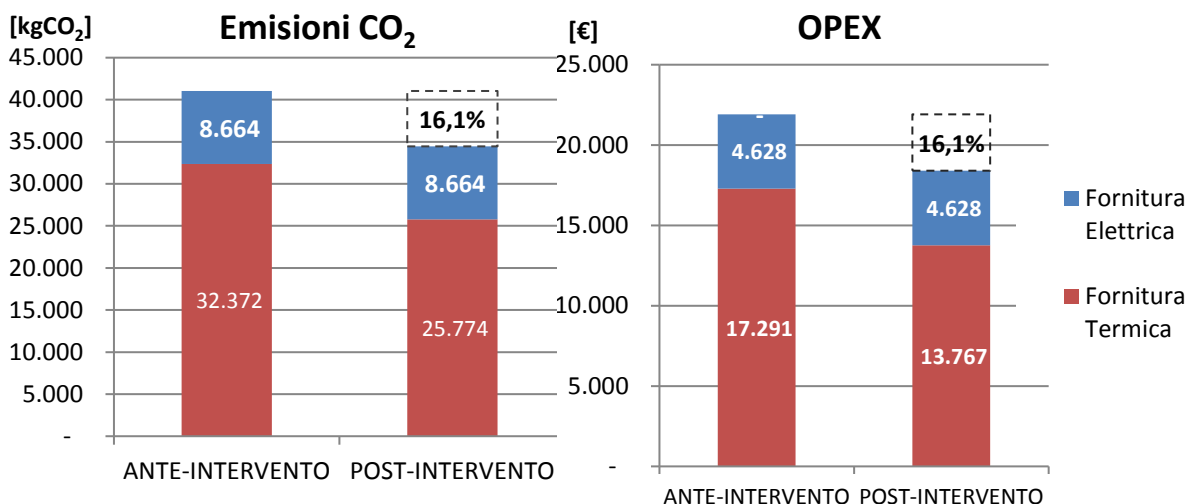 [kgCO₂]
Emisioni CO₂
45.000
40.000
35.000
30.000
25.000
20.000
15.000
10.000
5.000
-
8.664
32.372
16,1%
8.664
25.774
ANTE-INTERVENTO
POST-INTERVENTO
[€]
OPEX
25.000
20.000
15.000
10.000
5.000
-
-
4.628
17.291
16,1%
4.628
13.767
ANTE-INTERVENTO
POST-INTERVENTO
Fornitura
Elettrica
Fornitura
Termica